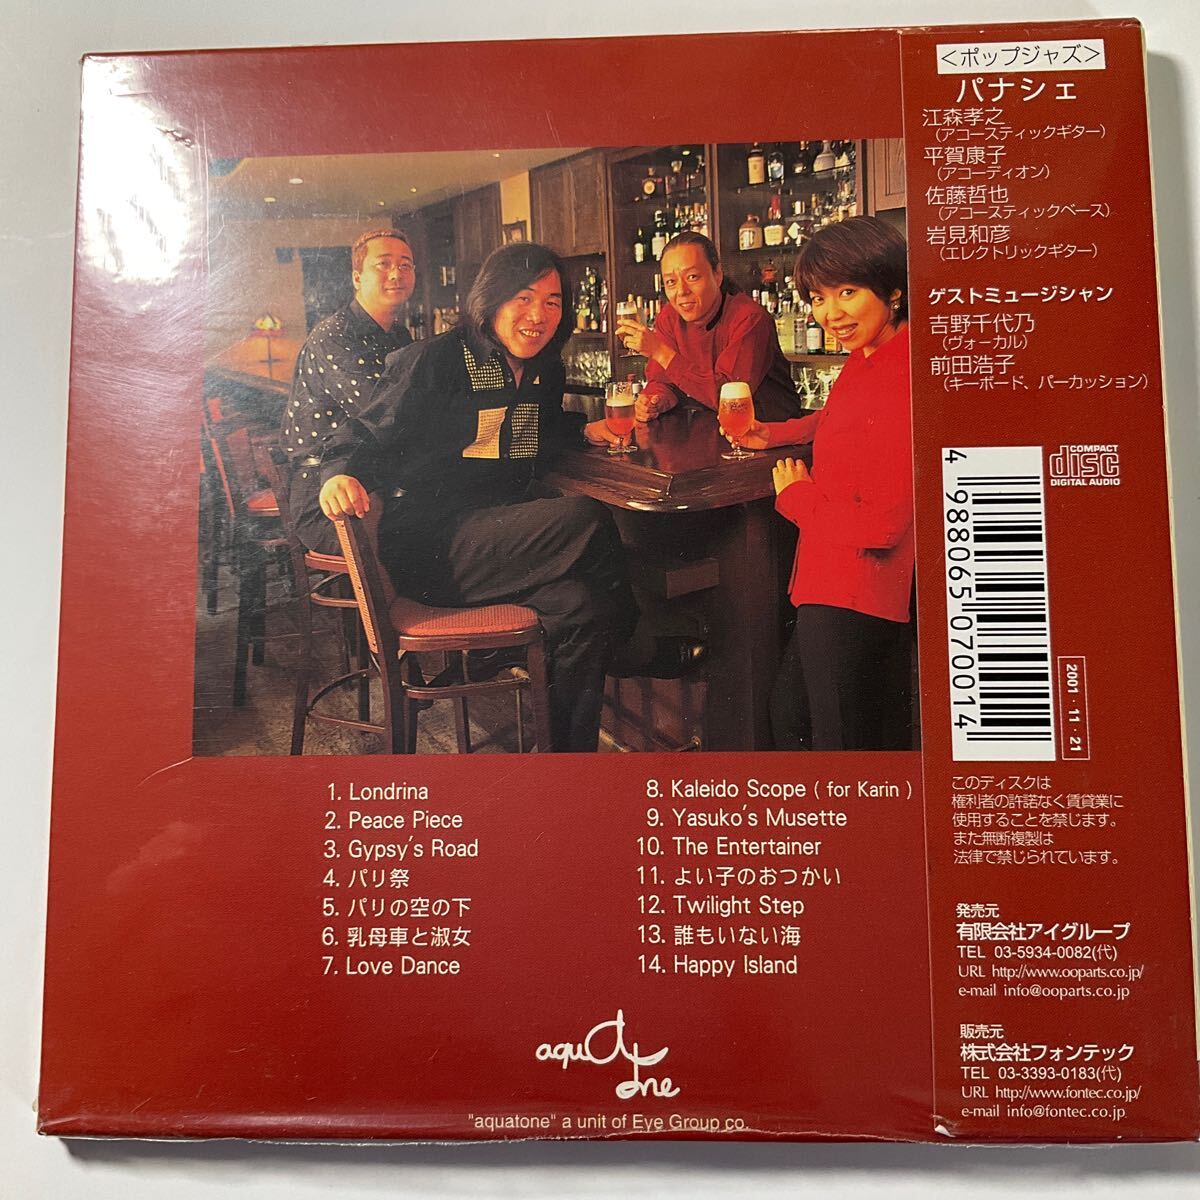 ＜ポップジャズ＞
パナシェ
江森孝之
（アコースティックギター）
平賀康子
（アコーディオン）
佐藤哲也
（アコースティックベース）
岩見和彦
（エレクトリックギター）
ゲストミュージシャン
吉野千代乃
（ヴォーカル）
前田浩子
（キーボード、パーカッション）
COMPACT
disc
DIGITAL AUDIO
4 988065 070014
2001・11・21
このディスクは
権利者の許諾なく賃貸業に
使用することを禁じます。
また無断複製は
法律で禁じられています。
発売元
有限会社アイグループ
TEL 03-5934-0082(代)
URL http://www.ooparts.co.jp/
e-mail info@ooparts.co.jp
販売元
株式会社フォンテック
TEL 03-3393-0183(代)
URL http://www.fontec.co.jp/
e-mail info@fontec.co.jp
1. Londrina
2. Peace Piece
3. Gypsy's Road
4. パリ祭
5. パリの空の下
6. 乳母車と淑女
7. Love Dance
8. Kaleido Scope ( for Karin )
9. Yasuko's Musette
10. The Entertainer
11. よい子のおつかい
12. Twilight Step
13. 誰もいない海
14. Happy Island
aquatone
"aquatone" a unit of Eye Group co.